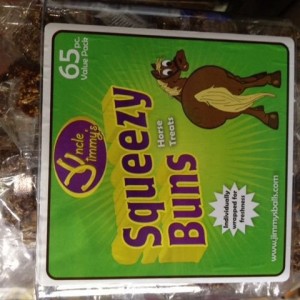 65 pc.
Value Pack
Uncle
Jimmy's
Squeezy
Buns
Horse
Treats
Individually
wrapped for
freshness
www.jimmysballs.com